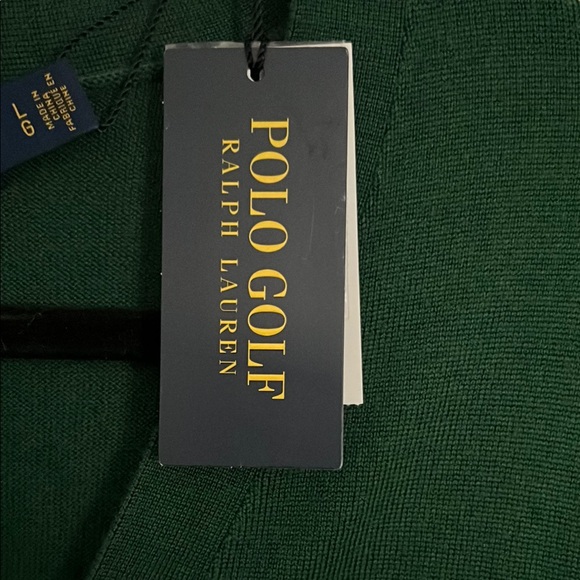 POLO GOLF
RALPH LAUREN
MADE IN
CHINA
FABRIQUÉ EN
CHINE